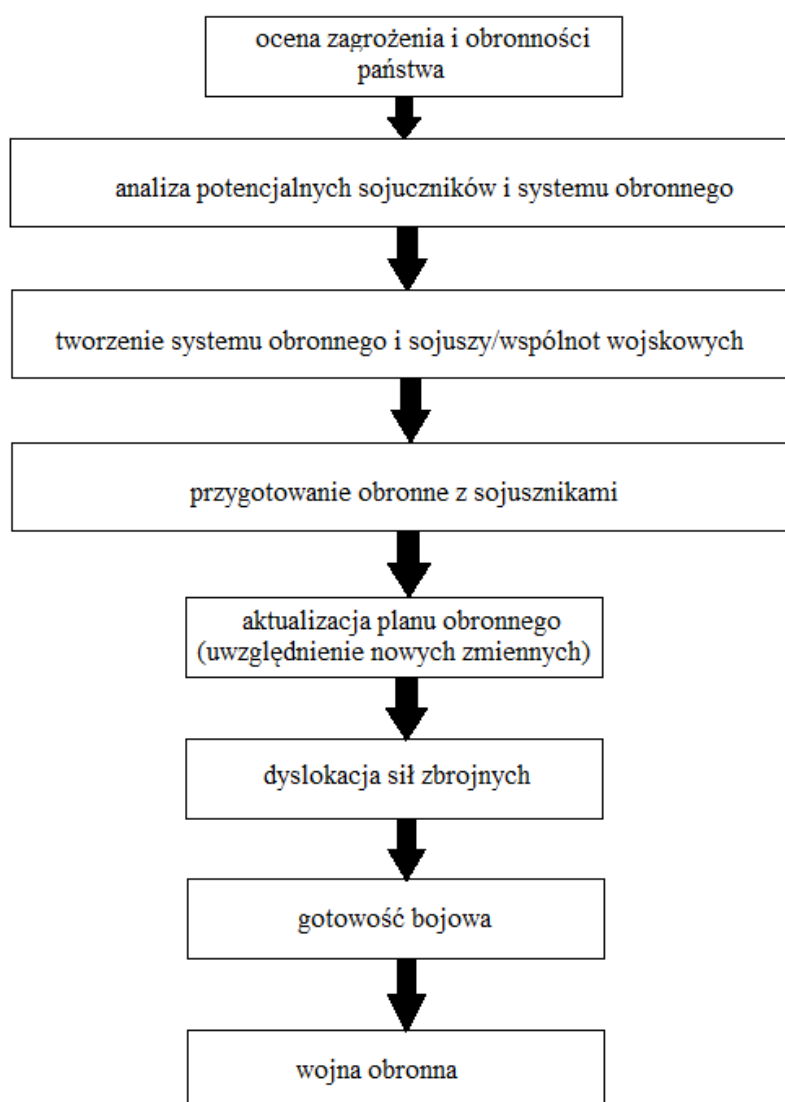 ocena zagrożenia i obronności
państwa
analiza potencjalnych sojuczników i systemu obronnego
tworzenie systemu obronnego i sojuszy/wspólnot wojskowych
przygotowanie obronne z sojusznikami
aktualizacja planu obronnego
(uwzględnienie nowych zmiennych)
dyslokacja sił zbrojnych
gotowość bojowa
wojna obronna